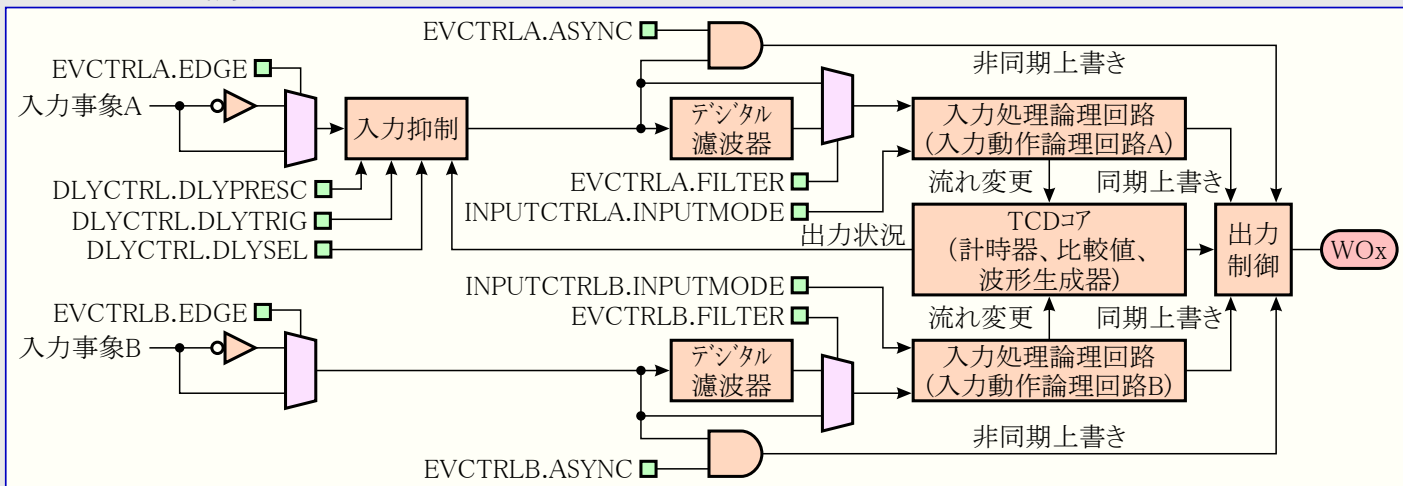 EVCTRLA.ASYNC
非同期上書き
EVCTRLA.EDGE
入力事象A
入力抑制
デジタル
濾波器
入力処理論理回路
(入力動作論理回路A)
DLYCTRL.DLYPRESC
DLYCTRL.DLYTRIG
DLYCTRL.DLYSEL
EVCTRLA.FILTER
INPUTCTRLA.INPUTMODE
流れ変更
同期上書き
出力状況
TCDコア
(計時器、比較値、
波形生成器)
出力
制御
WOx
INPUTCTRLB.INPUTMODE
EVCTRLB.FILTER
流れ変更
同期上書き
EVCTRLB.EDGE
入力事象B
デジタル
濾波器
入力処理論理回路
(入力動作論理回路B)
非同期上書き
EVCTRLB.ASYNC